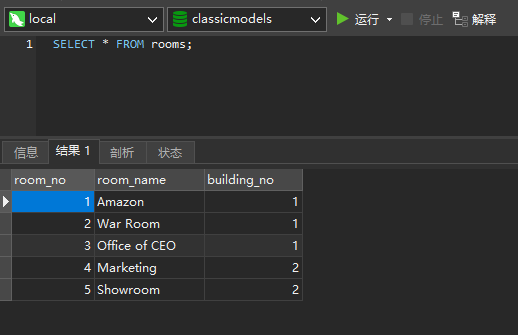 local classicmodels 运行 停止 解释
1 SELECT * FROM rooms;
信息 结果 1 剖析 状态
room_no room_name building_no
1 Amazon 1
2 War Room 1
3 Office of CEO 1
4 Marketing 2
5 Showroom 2